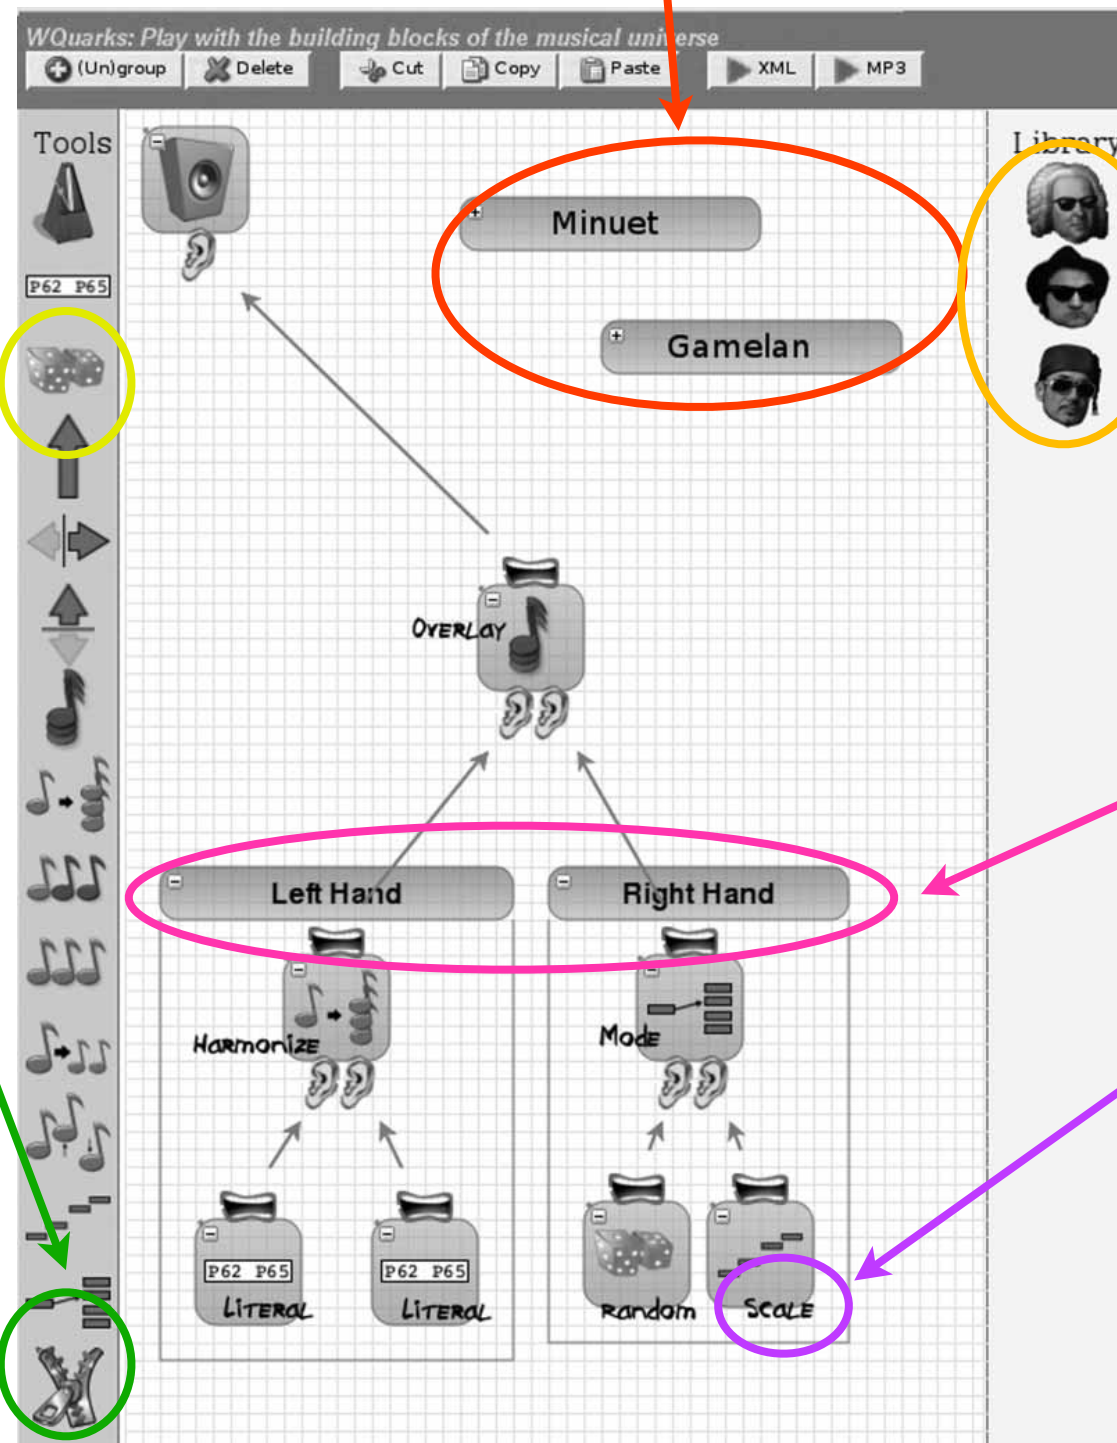 WQuarks: Play with the building blocks of the musical universe
(Un)group Delete Cut Copy Paste XML MP3
Tools
Library
P62 P65
Minuet
Gamelan
OVERLAY
Left Hand
Right Hand
HARMONIZE
MODE
P62 P65
P62 P65
LITERAL
LITERAL
RANDOM
SCALE